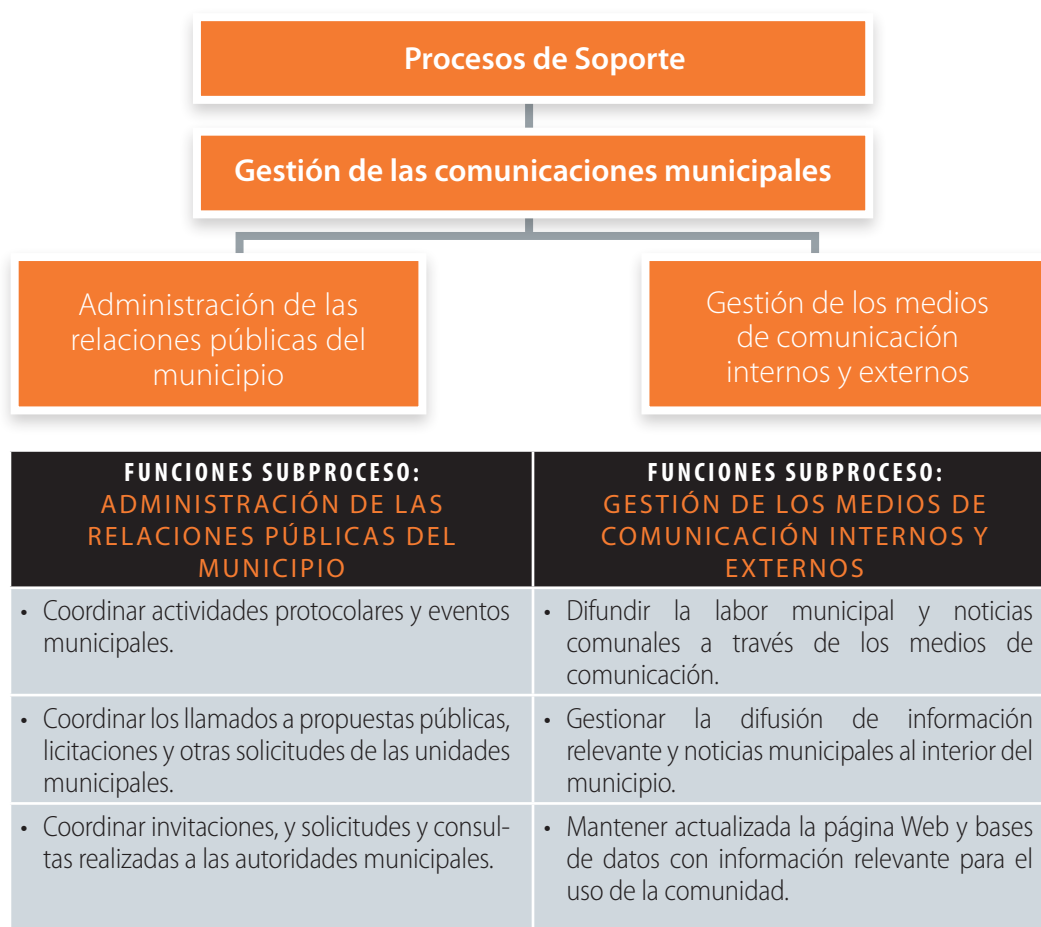 Procesos de Soporte
Gestión de las comunicaciones municipales
Administración de las
relaciones públicas del
municipio
Gestión de los medios
de comunicación
internos y externos
FUNCIONES SUBPROCESO:
ADMINISTRACIÓN DE LAS
RELACIONES PÚBLICAS DEL
MUNICIPIO
FUNCIONES SUBPROCESO:
GESTIÓN DE LOS MEDIOS DE
COMUNICACIÓN INTERNOS Y
EXTERNOS
• Coordinar actividades protocolares y eventos
municipales.
• Difundir la labor municipal y noticias
comunales a través de los medios de
comunicación.
• Coordinar los llamados a propuestas públicas,
licitaciones y otras solicitudes de las unidades
municipales.
• Gestionar la difusión de información
relevante y noticias municipales al interior del
municipio.
• Coordinar invitaciones, y solicitudes y consul-
tas realizadas a las autoridades municipales.
• Mantener actualizada la página Web y bases
de datos con información relevante para el
uso de la comunidad.